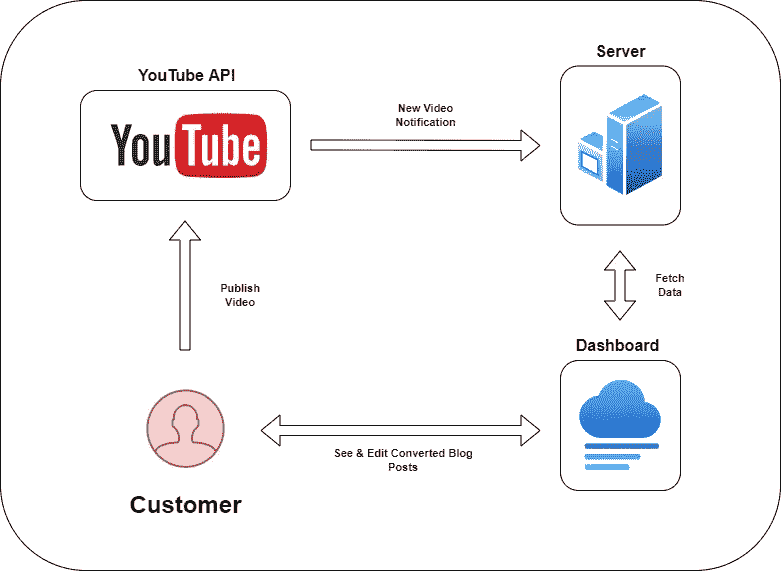 Server
YouTube API
New Video
Notification
YouTube
Publish
Video
Fetch
Data
Dashboard
See & Edit Converted Blog
Posts
Customer